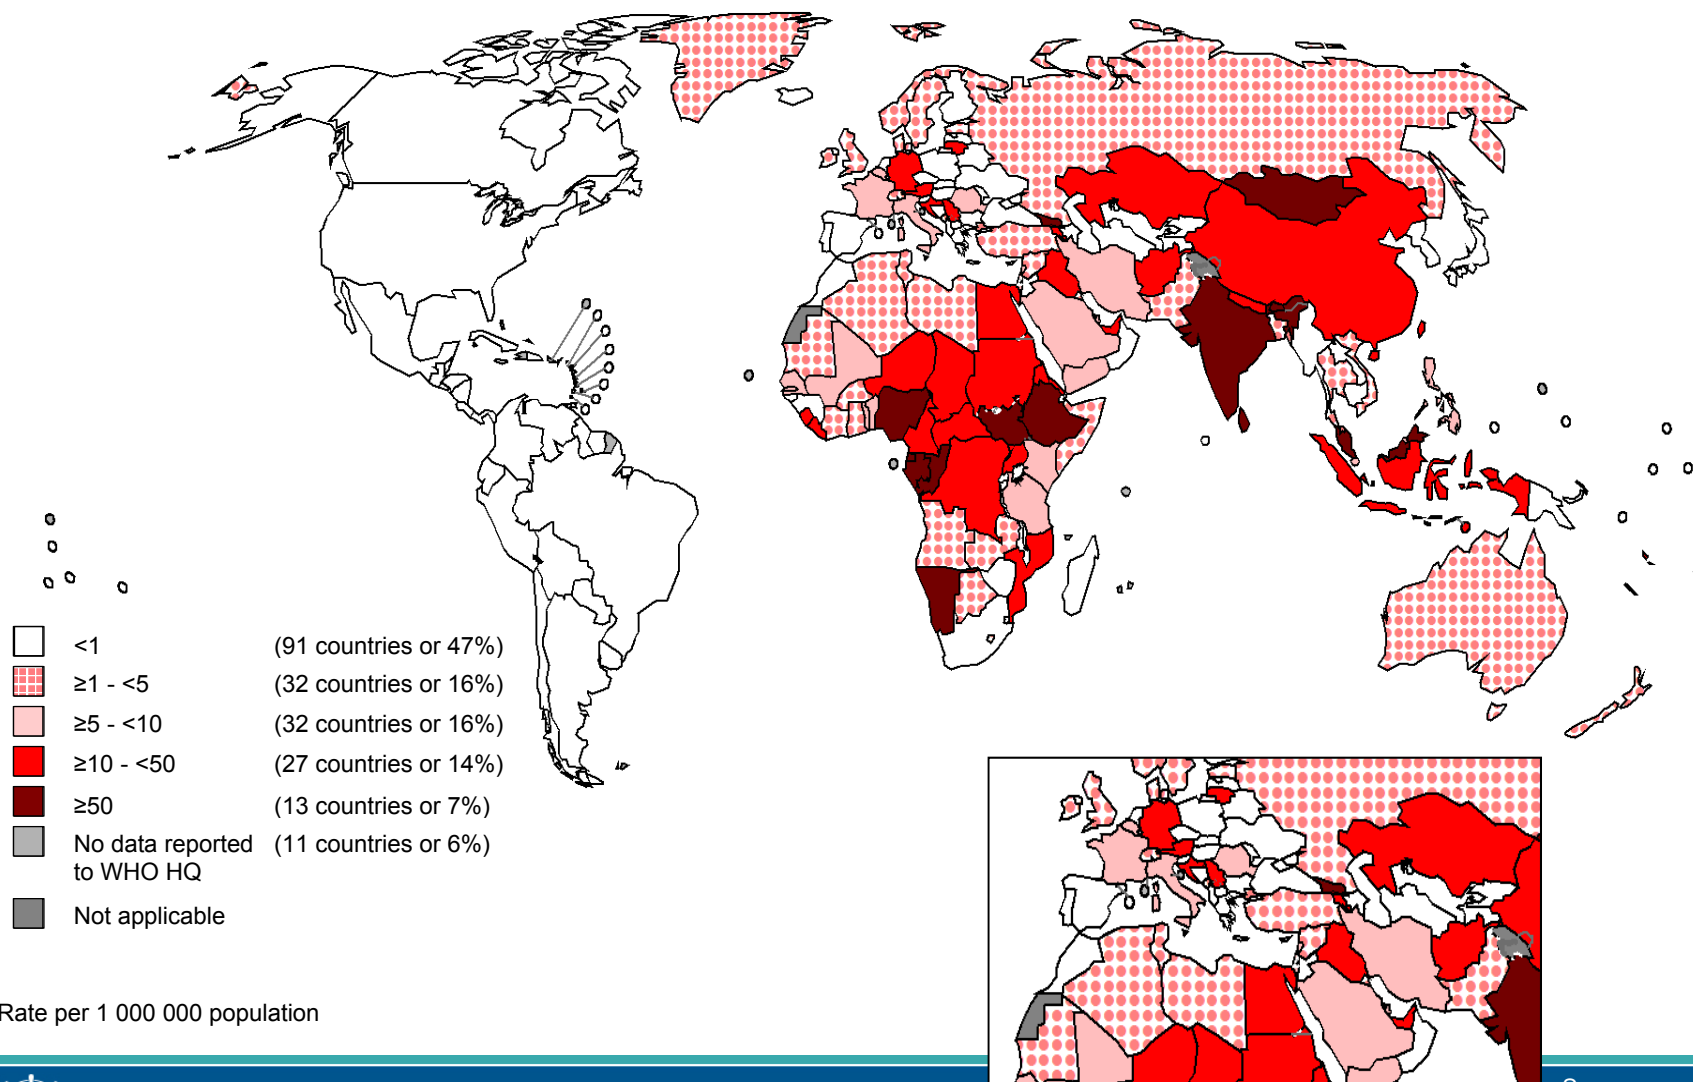 <1 (91 countries or 47%)
≥1 - <5 (32 countries or 16%)
≥5 - <10 (32 countries or 16%)
≥10 - <50 (27 countries or 14%)
≥50 (13 countries or 7%)
No data reported (11 countries or 6%)
to WHO HQ
Not applicable
Rate per 1 000 000 population